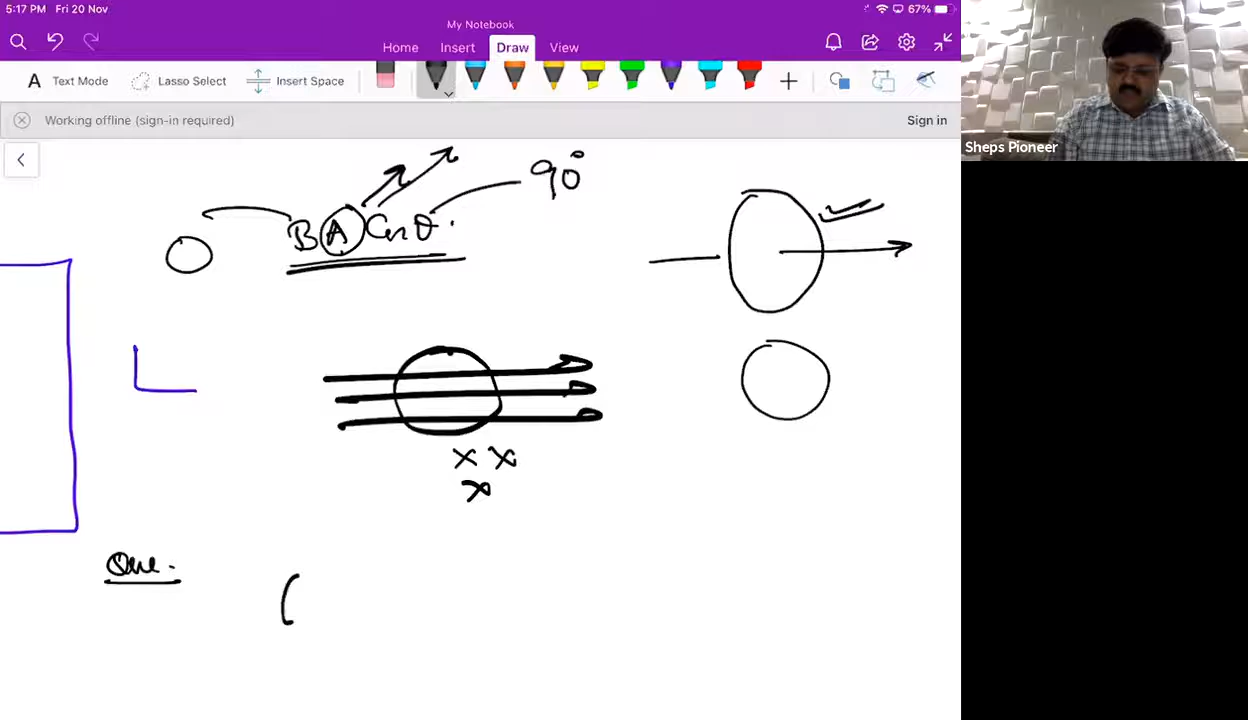 5:17 PM Fri 20 Nov
67%
My Notebook
Home Insert Draw View
A Text Mode Lasso Select Insert Space
Working offline (sign-in required) Sign in
Sheps Pioneer
90°
B A Cos θ.
x x
x
Que.
(